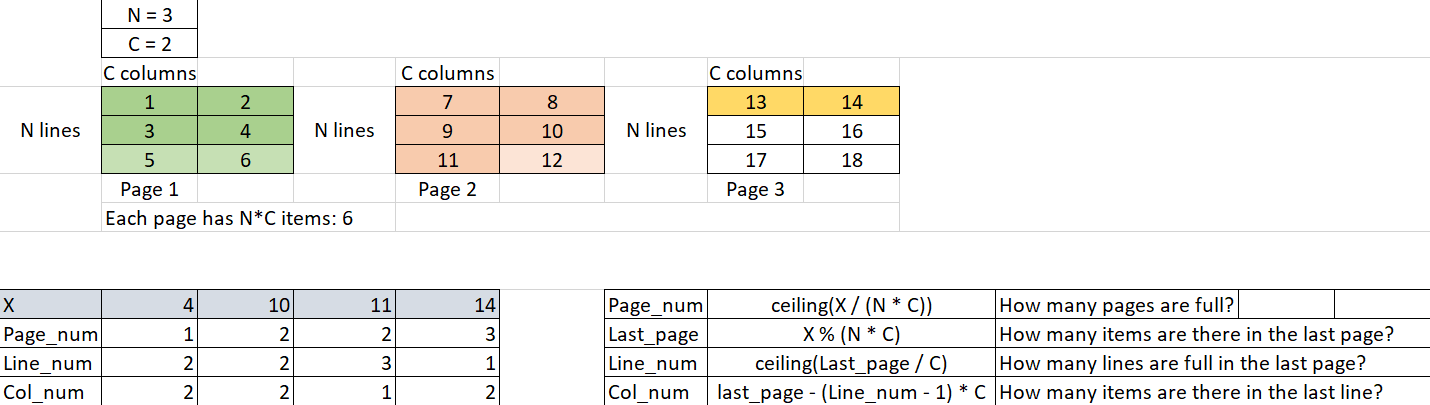 N = 3
C = 2
C columns C columns C columns
1 2 7 8 13 14
N lines 3 4 N lines 9 10 N lines 15 16
5 6 11 12 17 18
Page 1 Page 2 Page 3
Each page has N*C items: 6
X 4 10 11 14 Page_num ceiling(X / (N * C)) How many pages are full?
Page_num 1 2 2 3 Last_page X % (N * C) How many items are there in the last page?
Line_num 2 2 3 1 Line_num ceiling(Last_page / C) How many lines are full in the last page?
Col_num 2 2 1 2 Col_num last_page - (Line_num - 1) * C How many items are there in the last line?